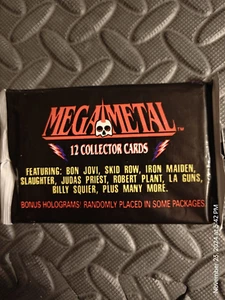 MEGAMETAL™
12 COLLECTOR CARDS
FEATURING: BON JOVI, SKID ROW, IRON MAIDEN,
SLAUGHTER, JUDAS PRIEST, ROBERT PLANT, LA GUNS,
BILLY SQUIER, PLUS MANY MORE.
BONUS HOLOGRAMS! RANDOMLY PLACED IN SOME PACKAGES